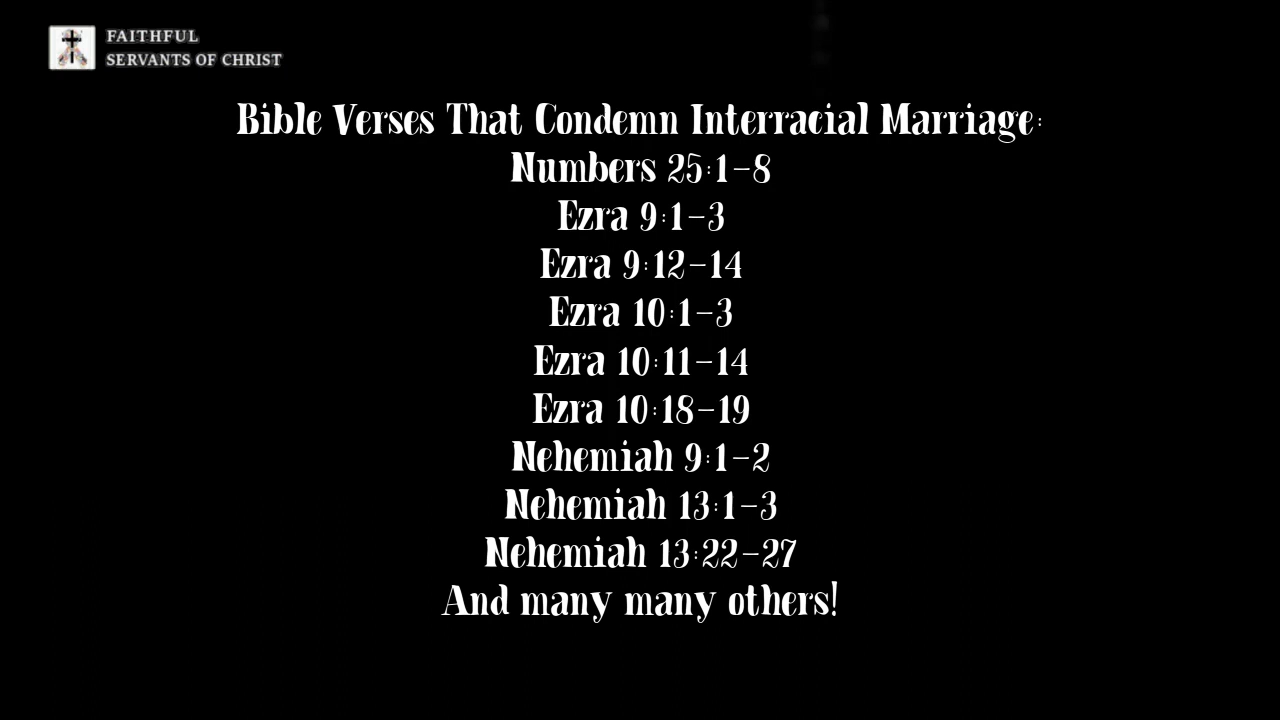 FAITHFUL
SERVANTS OF CHRIST
Bible Verses That Condemn Interracial Marriage:
Numbers 25:1-8
Ezra 9:1-3
Ezra 9:12-14
Ezra 10:1-3
Ezra 10:11-14
Ezra 10:18-19
Nehemiah 9:1-2
Nehemiah 13:1-3
Nehemiah 13:22-27
And many many others!